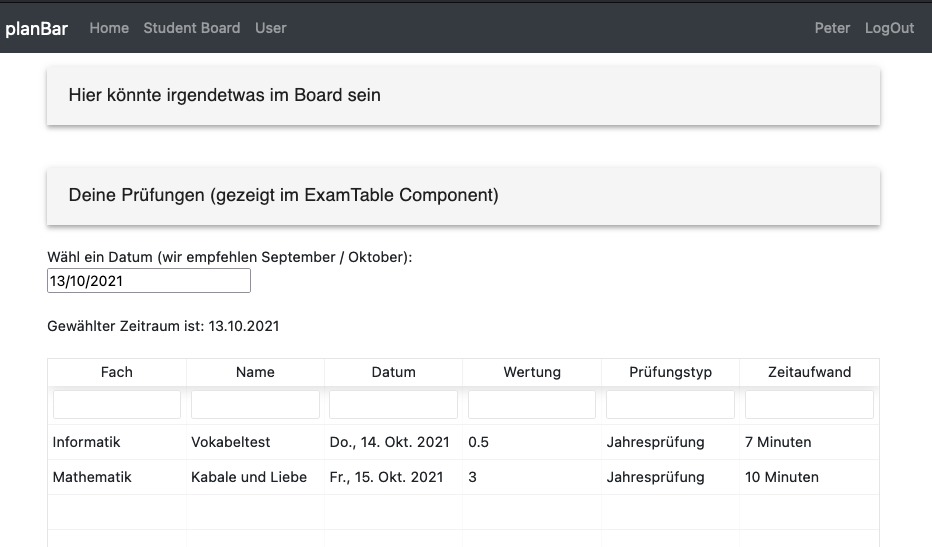 planBar Home Student Board User Peter LogOut
Hier könnte irgendetwas im Board sein
Deine Prüfungen (gezeigt im ExamTable Component)
Wähl ein Datum (wir empfehlen September / Oktober):
13/10/2021
Gewählter Zeitraum ist: 13.10.2021
Fach Name Datum Wertung Prüfungstyp Zeitaufwand
Informatik Vokabeltest Do., 14. Okt. 2021 0.5 Jahresprüfung 7 Minuten
Mathematik Kabale und Liebe Fr., 15. Okt. 2021 3 Jahresprüfung 10 Minuten